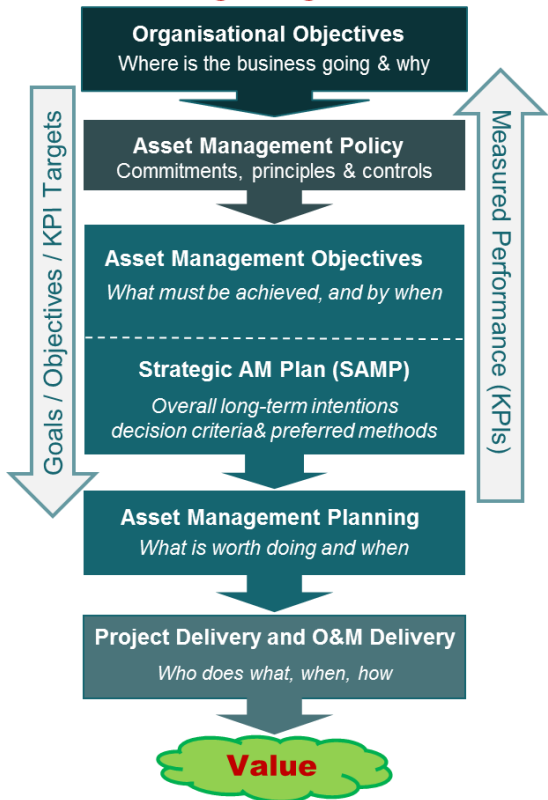 Organisational Objectives
Where is the business going & why
Asset Management Policy
Commitments, principles & controls
Goals / Objectives / KPI Targets
Measured Performance (KPIs)
Asset Management Objectives
What must be achieved, and by when
Strategic AM Plan (SAMP)
Overall long-term intentions
decision criteria& preferred methods
Asset Management Planning
What is worth doing and when
Project Delivery and O&M Delivery
Who does what, when, how
Value